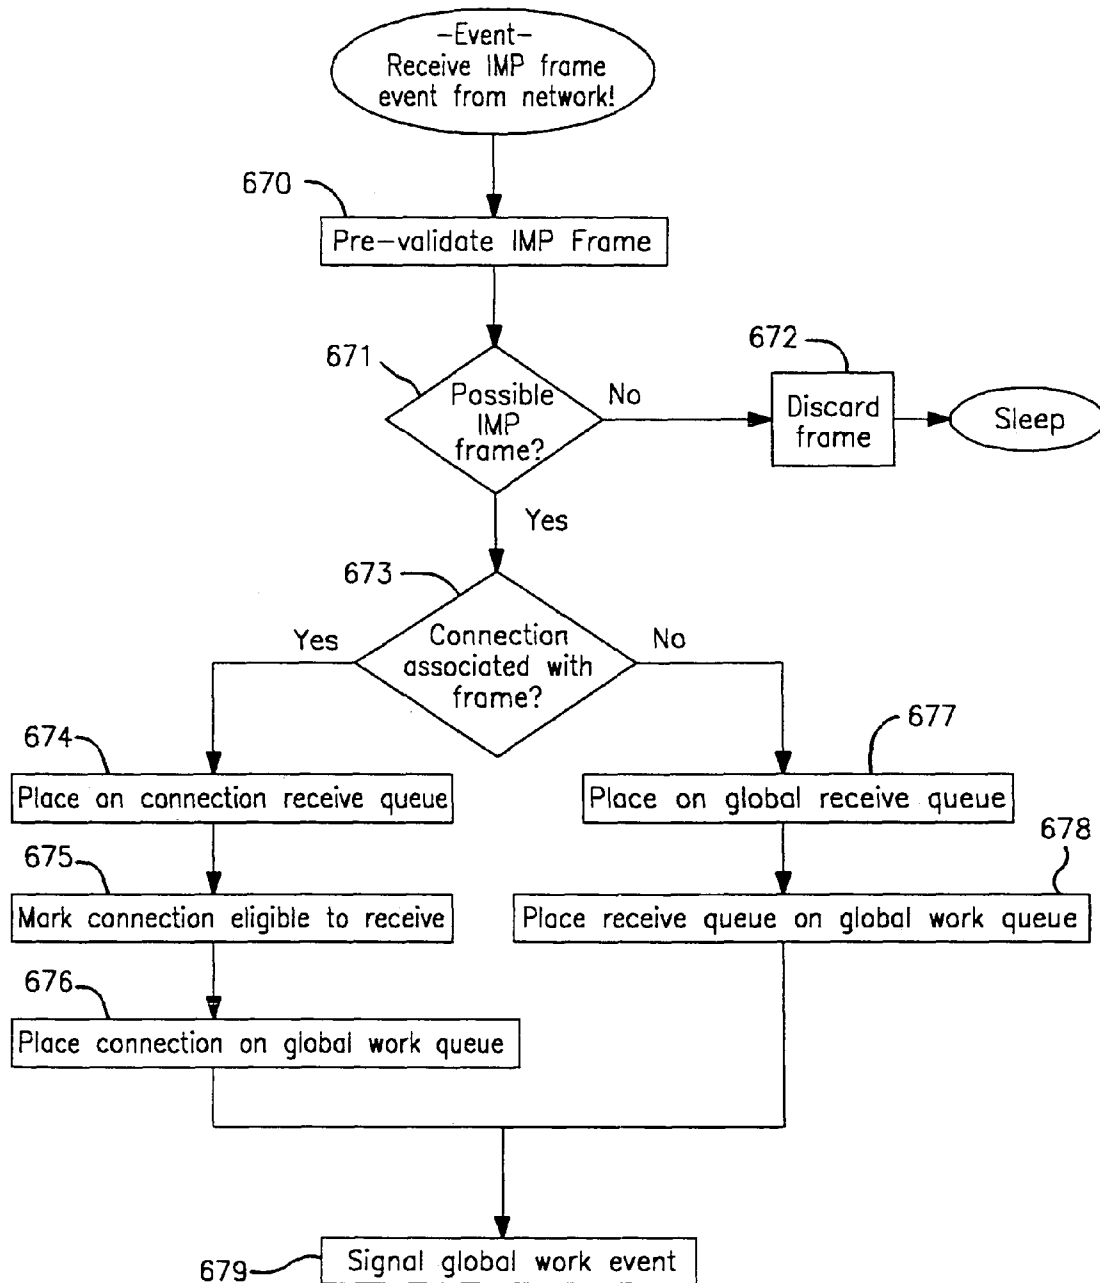 -Event-
Receive IMP frame
event from network!
670
Pre-validate IMP Frame
671
Possible
IMP
frame?
No
672
Discard
frame
Sleep
Yes
673
Connection
associated with
frame?
Yes
No
674
Place on connection receive queue
677
Place on global receive queue
675
Mark connection eligible to receive
678
Place receive queue on global work queue
676
Place connection on global work queue
679
Signal global work event